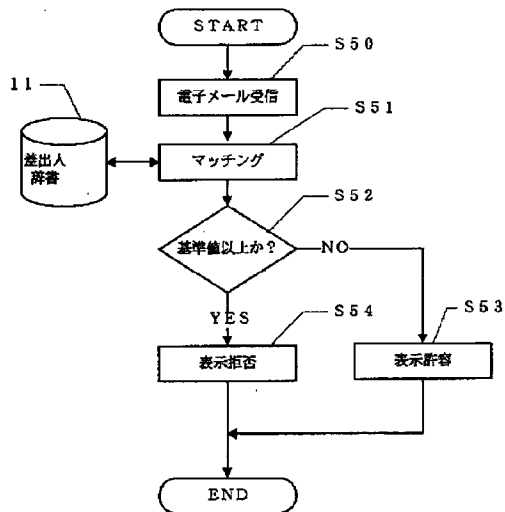 START
S50
電子メール受信
11
S51
差出人
辞書
マッチング
S52
基準値以上か？
NO
YES
S54
S53
表示拒否
表示許容
END